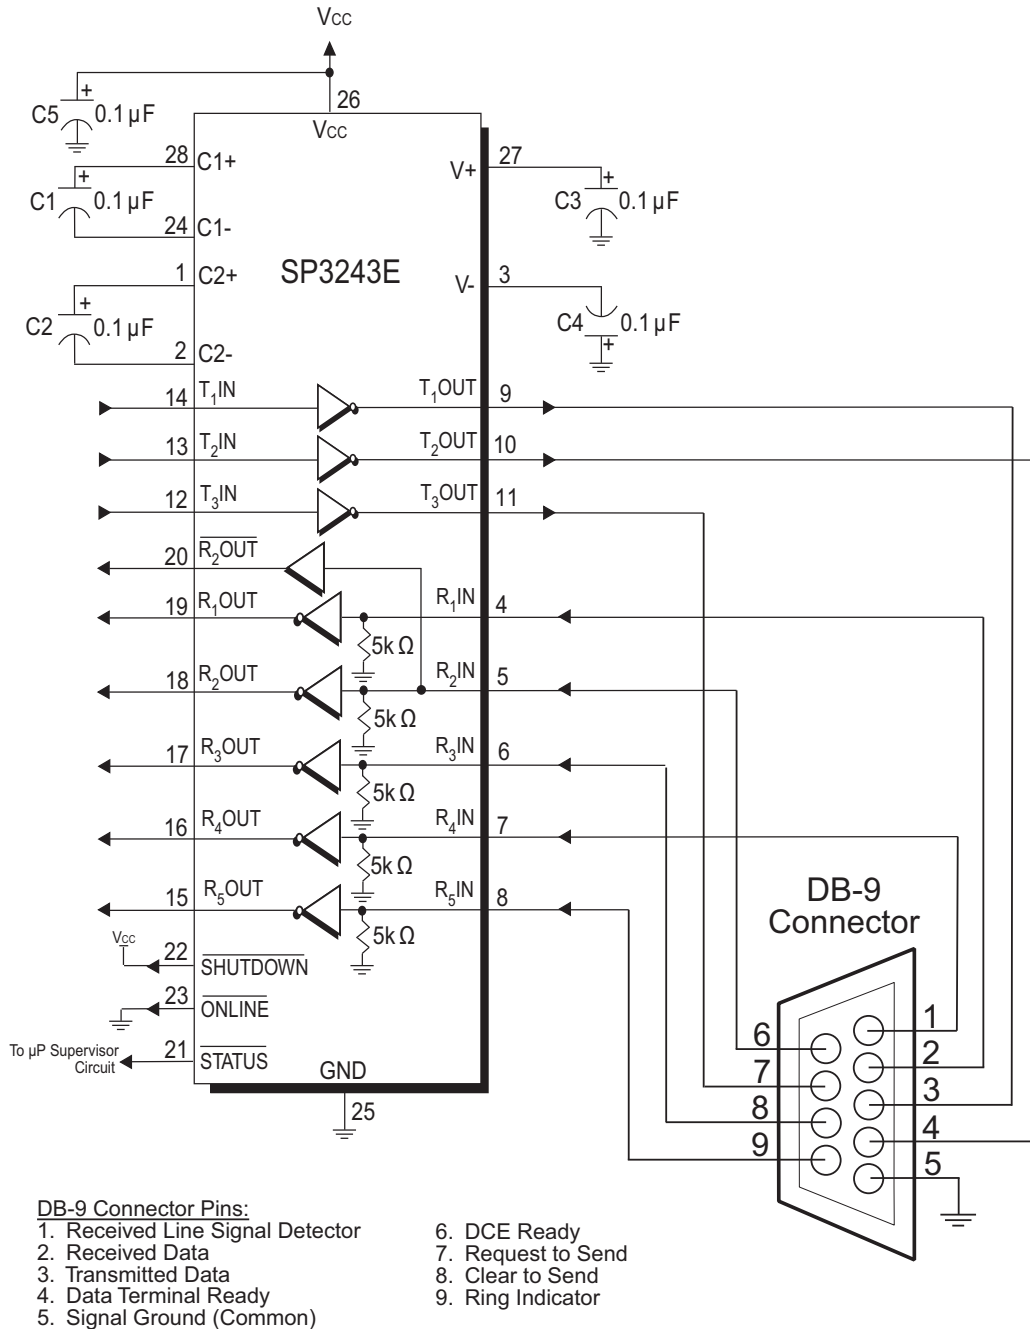 Vcc
26
Vcc
C5 + 0.1 µF
28 C1+
C1 + 0.1 µF
24 C1-
V+ 27
C3 + 0.1 µF
SP3243E
1 C2+
C2 + 0.1 µF
2 C2-
V- 3
C4 0.1 µF +
14 T1IN T1OUT 9
13 T2IN T2OUT 10
12 T3IN T3OUT 11
20 R2OUT
19 R1OUT R1IN 4
5k Ω
18 R2OUT R2IN 5
5k Ω
17 R3OUT R3IN 6
5k Ω
16 R4OUT R4IN 7
5k Ω
15 R5OUT R5IN 8
5k Ω
Vcc
22 SHUTDOWN
23 ONLINE
To µP Supervisor
Circuit
21 STATUS
GND
25
DB-9
Connector
6
7
8
9
1
2
3
4
5
DB-9 Connector Pins:
1. Received Line Signal Detector
2. Received Data
3. Transmitted Data
4. Data Terminal Ready
5. Signal Ground (Common)
6. DCE Ready
7. Request to Send
8. Clear to Send
9. Ring Indicator